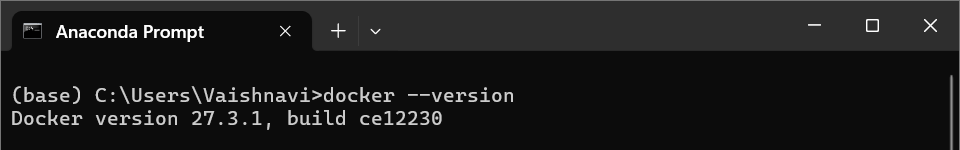 Anaconda Prompt
(base) C:\Users\Vaishnavi>docker --version
Docker version 27.3.1, build ce12230